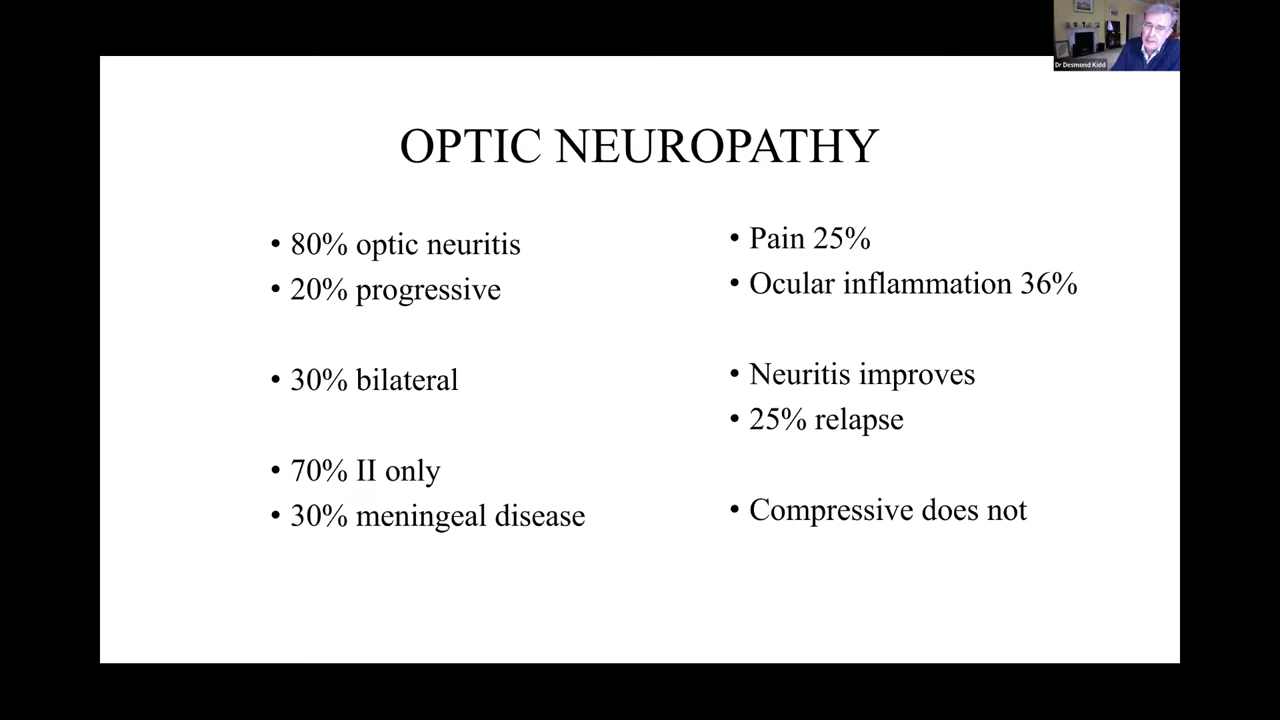 Dr Desmond Kidd
OPTIC NEUROPATHY
• 80% optic neuritis
• 20% progressive
• 30% bilateral
• 70% II only
• 30% meningeal disease
• Pain 25%
• Ocular inflammation 36%
• Neuritis improves
• 25% relapse
• Compressive does not